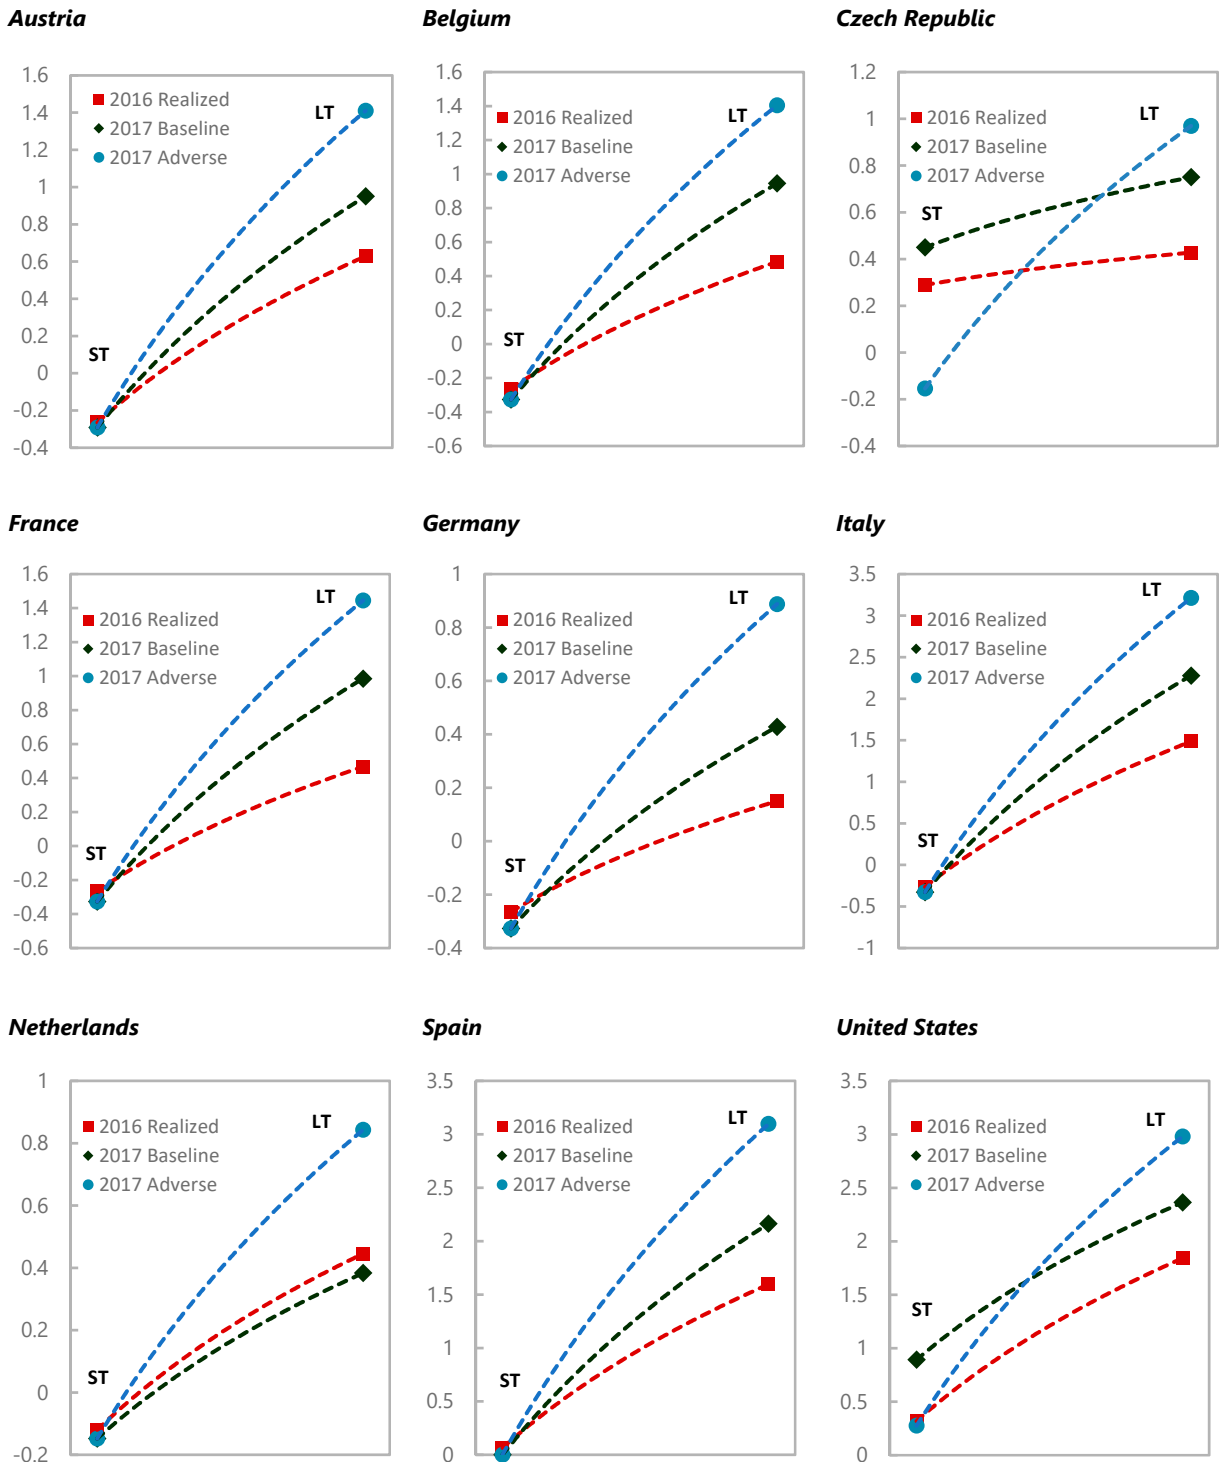 Austria
1.6
1.4
1.2
1
0.8
0.6
0.4
0.2
0
-0.2
-0.4
2016 Realized
2017 Baseline
2017 Adverse
LT
ST
Belgium
1.6
1.4
1.2
1
0.8
0.6
0.4
0.2
0
-0.2
-0.4
-0.6
2016 Realized
2017 Baseline
2017 Adverse
LT
ST
Czech Republic
1.2
1
0.8
0.6
0.4
0.2
0
-0.2
-0.4
2016 Realized
2017 Baseline
2017 Adverse
LT
ST
France
1.6
1.4
1.2
1
0.8
0.6
0.4
0.2
0
-0.2
-0.4
-0.6
2016 Realized
2017 Baseline
2017 Adverse
LT
ST
Germany
1
0.8
0.6
0.4
0.2
0
-0.2
-0.4
2016 Realized
2017 Baseline
2017 Adverse
LT
ST
Italy
3.5
3
2.5
2
1.5
1
0.5
0
-0.5
-1
2016 Realized
2017 Baseline
2017 Adverse
LT
ST
Netherlands
1
0.8
0.6
0.4
0.2
0
-0.2
2016 Realized
2017 Baseline
2017 Adverse
LT
ST
Spain
3.5
3
2.5
2
1.5
1
0.5
0
2016 Realized
2017 Baseline
2017 Adverse
LT
ST
United States
3.5
3
2.5
2
1.5
1
0.5
0
2016 Realized
2017 Baseline
2017 Adverse
LT
ST